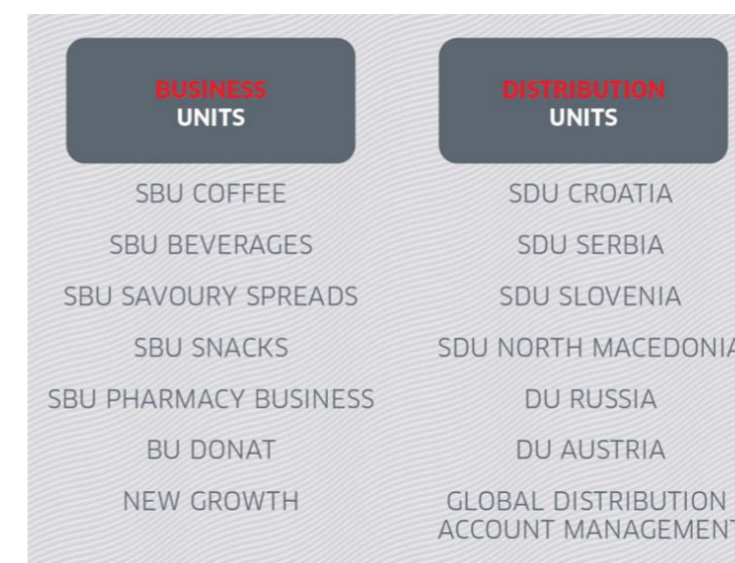 BUSINESS
UNITS
SBU COFFEE
SBU BEVERAGES
SBU SAVOURY SPREADS
SBU SNACKS
SBU PHARMACY BUSINESS
BU DONAT
NEW GROWTH
DISTRIBUTION
UNITS
SDU CROATIA
SDU SERBIA
SDU SLOVENIA
SDU NORTH MACEDONIA
DU RUSSIA
DU AUSTRIA
GLOBAL DISTRIBUTION
ACCOUNT MANAGEMENT